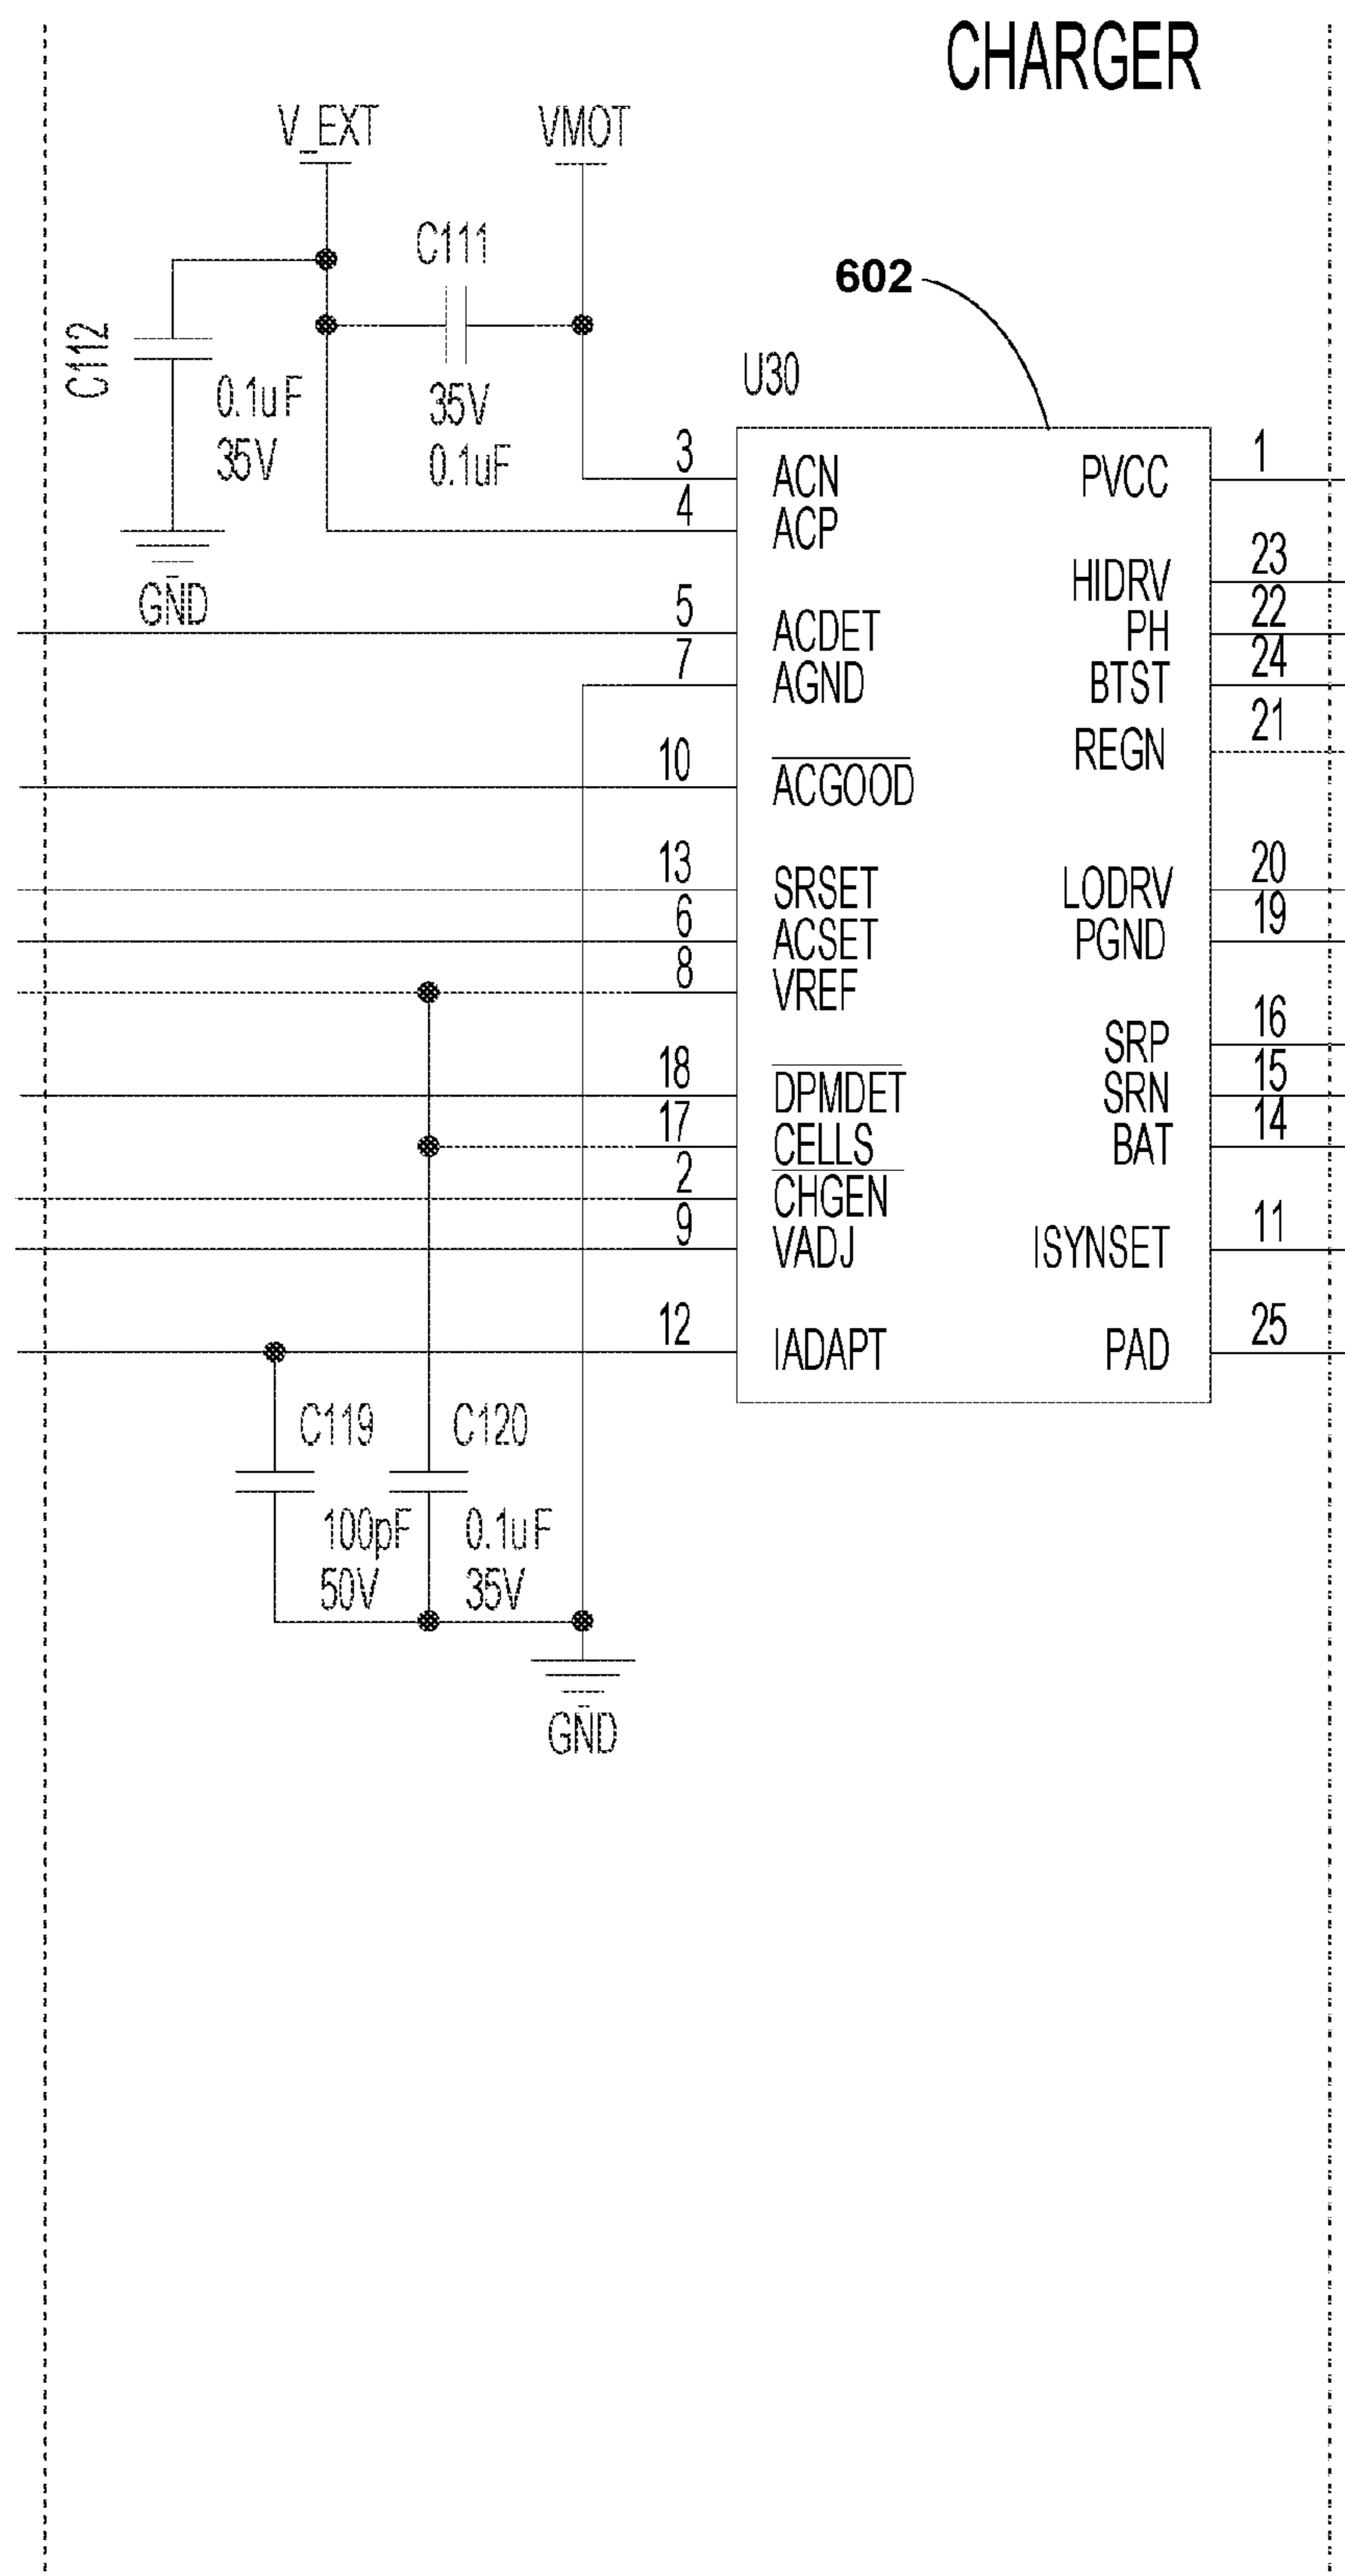 CHARGER
V_EXT
VMOT
C111
35V
0.1uF
C112
0.1uF
35V
GND
602
U30
3 ACN
4 ACP
5 ACDET
7 AGND
10 ACGOOD
13 SRSET
6 ACSET
8 VREF
18 DPMDET
17 CELLS
2 CHGEN
9 VADJ
12 IADAPT
PVCC 1
HIDRV 23
PH 22
BTST 24
REGN 21
LODRV 20
PGND 19
SRP 16
SRN 15
BAT 14
ISYNSET 11
PAD 25
C119
100pF
50V
C120
0.1uF
35V
GND